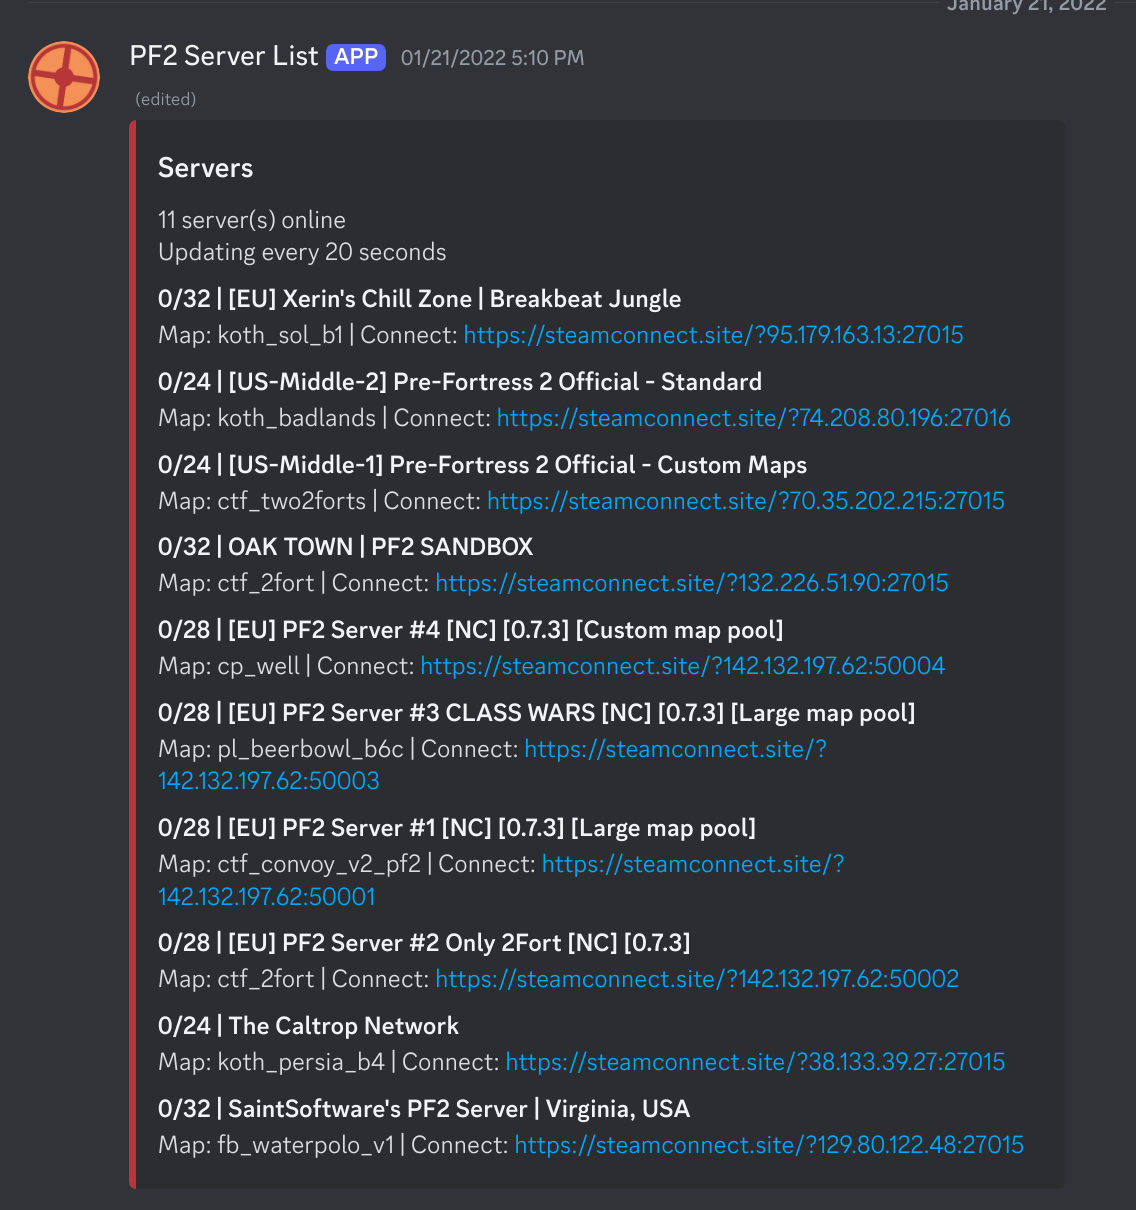 January 21, 2022
PF2 Server List APP 01/21/2022 5:10 PM
(edited)
Servers
11 server(s) online
Updating every 20 seconds
0/32 | [EU] Xerin's Chill Zone | Breakbeat Jungle
Map: koth_sol_b1 | Connect: https://steamconnect.site/?95.179.163.13:27015
0/24 | [US-Middle-2] Pre-Fortress 2 Official - Standard
Map: koth_badlands | Connect: https://steamconnect.site/?74.208.80.196:27016
0/24 | [US-Middle-1] Pre-Fortress 2 Official - Custom Maps
Map: ctf_two2forts | Connect: https://steamconnect.site/?70.35.202.215:27015
0/32 | OAK TOWN | PF2 SANDBOX
Map: ctf_2fort | Connect: https://steamconnect.site/?132.226.51.90:27015
0/28 | [EU] PF2 Server #4 [NC] [0.7.3] [Custom map pool]
Map: cp_well | Connect: https://steamconnect.site/?142.132.197.62:50004
0/28 | [EU] PF2 Server #3 CLASS WARS [NC] [0.7.3] [Large map pool]
Map: pl_beerbowl_b6c | Connect: https://steamconnect.site/?
142.132.197.62:50003
0/28 | [EU] PF2 Server #1 [NC] [0.7.3] [Large map pool]
Map: ctf_convoy_v2_pf2 | Connect: https://steamconnect.site/?
142.132.197.62:50001
0/28 | [EU] PF2 Server #2 Only 2Fort [NC] [0.7.3]
Map: ctf_2fort | Connect: https://steamconnect.site/?142.132.197.62:50002
0/24 | The Caltrop Network
Map: koth_persia_b4 | Connect: https://steamconnect.site/?38.133.39.27:27015
0/32 | SaintSoftware's PF2 Server | Virginia, USA
Map: fb_waterpolo_v1 | Connect: https://steamconnect.site/?129.80.122.48:27015